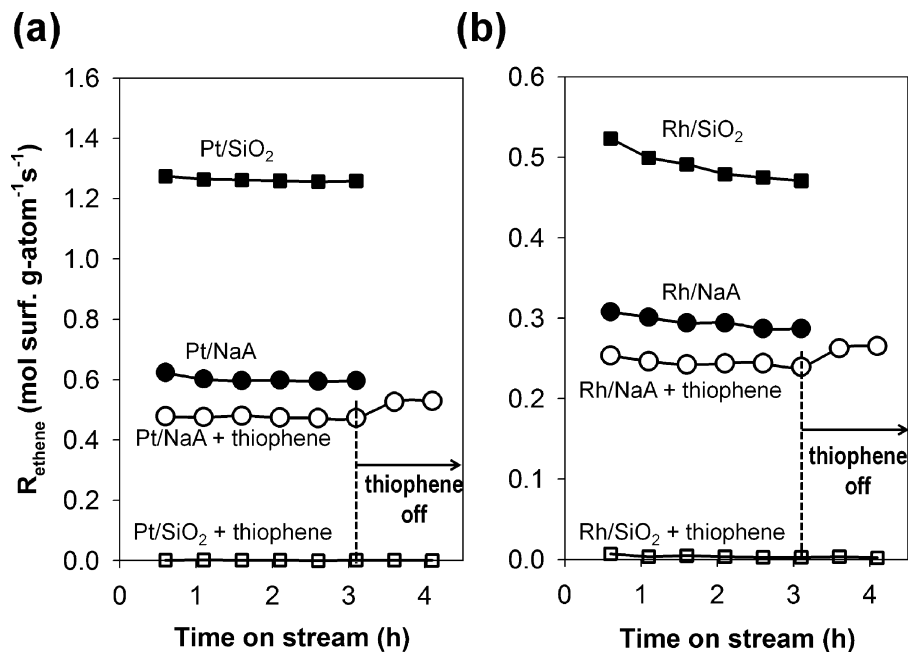 (a)
R_ethene (mol surf. g-atom⁻¹s⁻¹)
1.6
1.4
1.2
1.0
0.8
0.6
0.4
0.2
0.0
Pt/SiO₂
Pt/NaA
Pt/NaA + thiophene
thiophene
off
Pt/SiO₂ + thiophene
0 1 2 3 4
Time on stream (h)
(b)
0.6
0.5
0.4
0.3
0.2
0.1
0.0
Rh/SiO₂
Rh/NaA
Rh/NaA + thiophene
thiophene
off
Rh/SiO₂ + thiophene
0 1 2 3 4
Time on stream (h)